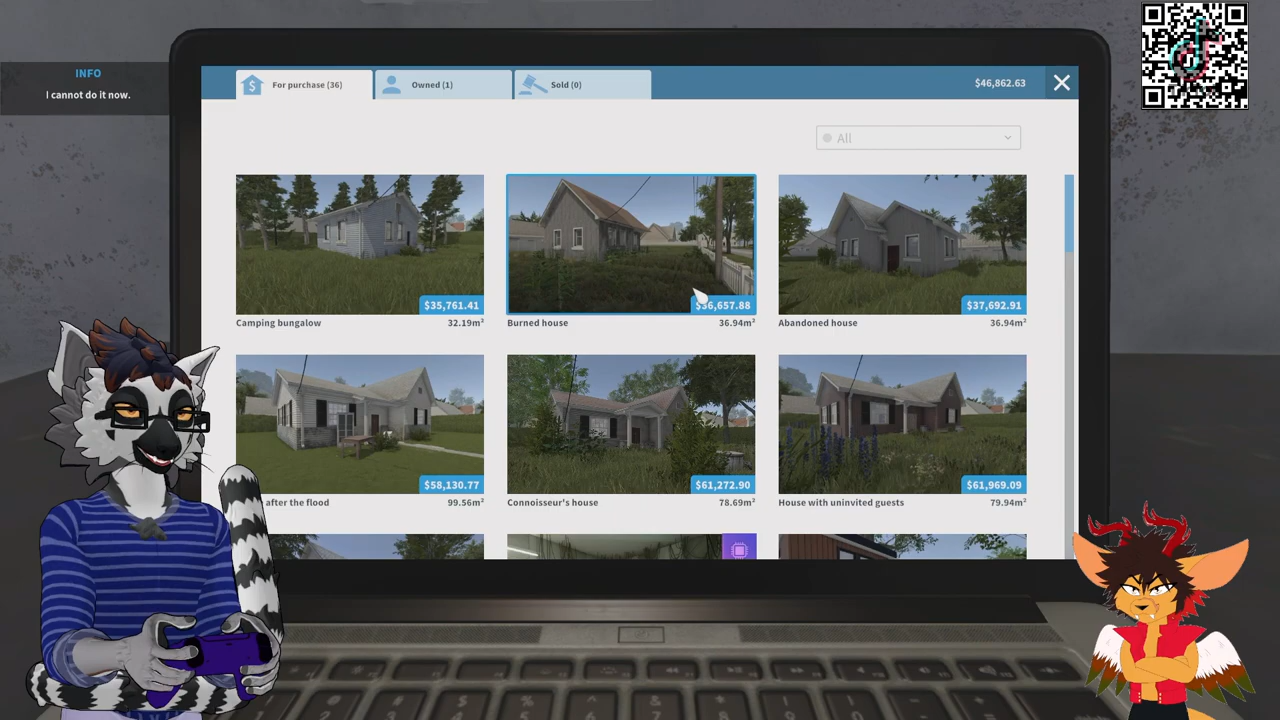 INFO
I cannot do it now.
For purchase (36)
Owned (1)
Sold (0)
$46,862.63
All
$35,761.41
Camping bungalow
32.19m²
$36,657.88
Burned house
36.94m²
$37,692.91
Abandoned house
36.94m²
$58,130.77
after the flood
99.56m²
$61,272.90
Connoisseur's house
78.69m²
$61,969.09
House with uninvited guests
79.94m²